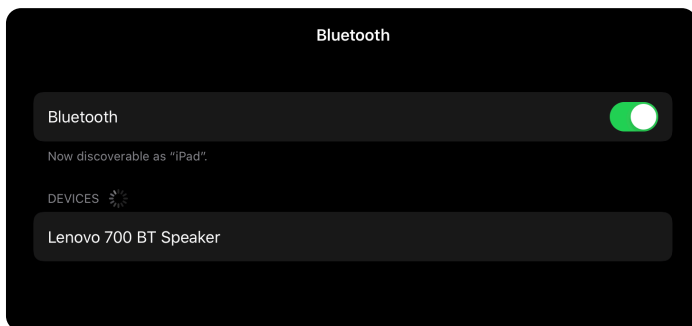 Bluetooth
Bluetooth
Now discoverable as “iPad”.
DEVICES
Lenovo 700 BT Speaker